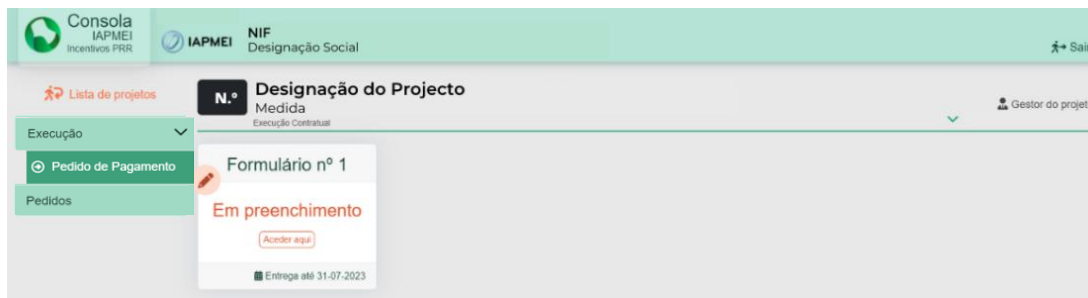 Consola
IAPMEI
Incentivos PRR
IAPMEI
NIF
Designação Social
Sair
Lista de projetos
N.º
Designação do Projecto
Medida
Execução Contratual
Gestor do projet
Execução
Pedido de Pagamento
Pedidos
Formulário nº 1
Em preenchimento
Aceder aqui
Entrega até 31-07-2023